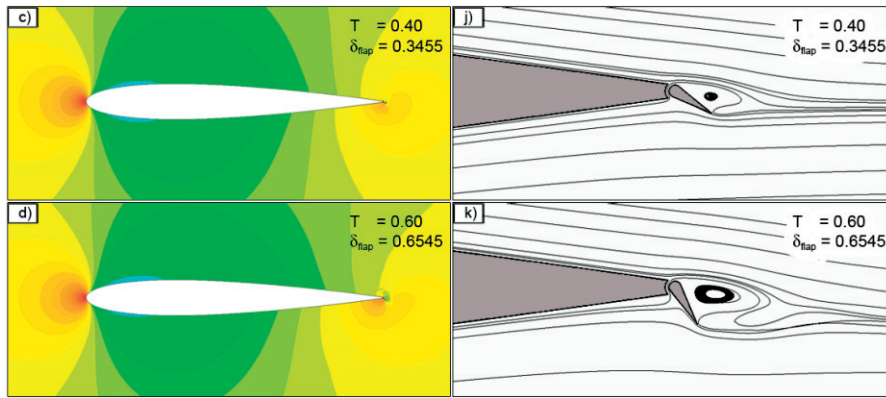 c)
T = 0.40
δflap = 0.3455
j)
T = 0.40
δflap = 0.3455
d)
T = 0.60
δflap = 0.6545
k)
T = 0.60
δflap = 0.6545